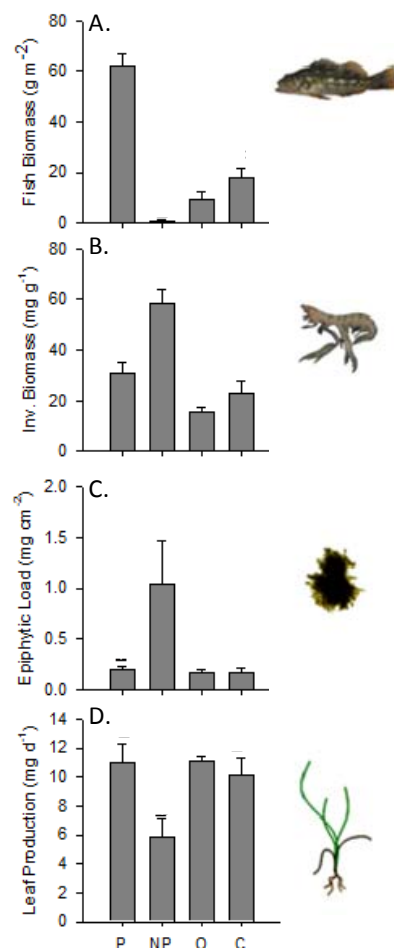 A.
80
60
40
20
0
Fish Biomass (g m⁻²)
B.
80
60
40
20
0
Inv. Biomass (mg g⁻¹)
C.
2.0
1.5
1.0
0.5
0.0
Epiphytic Load (mg cm⁻²)
D.
14
12
10
8
6
4
2
0
Leaf Production (mg d⁻¹)
P NP O C